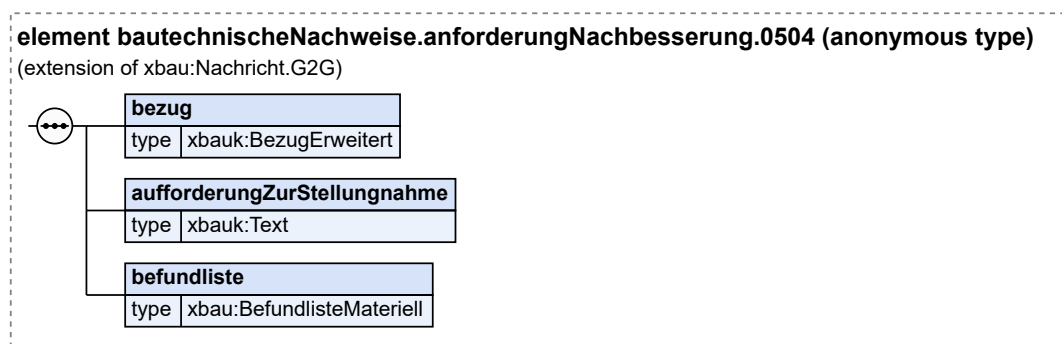 element bautechnischeNachweise.anforderungNachbesserung.0504 (anonymous type)
(extension of xbau:Nachricht.G2G)
bezug
type xbauk:BezugErweitert
aufforderungZurStellungnahme
type xbauk:Text
befundliste
type xbau:BefundlisteMateriell